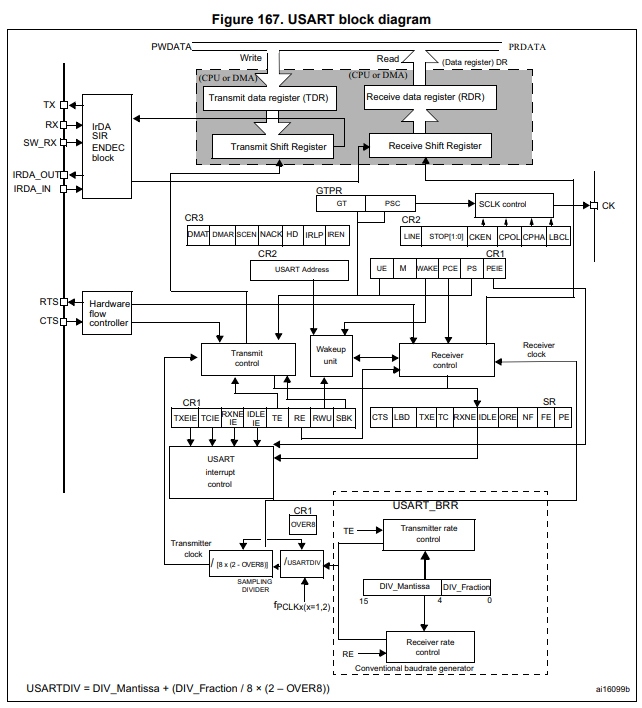 Figure 167. USART block diagram
PWDATA
PRDATA
Write
Read
(Data register) DR
(CPU or DMA)
(CPU or DMA)
TX
RX
SW_RX
IRDA_OUT
IRDA_IN
IrDA
SIR
ENDEC
block
Transmit data register (TDR)
Receive data register (RDR)
Transmit Shift Register
Receive Shift Register
GTPR
GT PSC
SCLK control
CK
CR3
DMAT DMAR SCEN NACK HD IRLP IREN
CR2
LINE STOP[1:0] CKEN CPOL CPHA LBCL
CR2
USART Address
CR1
UE M WAKE PCE PS PEIE
RTS
CTS
Hardware
flow
controller
Transmit
control
Wakeup
unit
Receiver
control
Receiver
clock
CR1
TXEIE TCIE RXNE IE IDLE IE TE RE RWU SBK
SR
CTS LBD TXE TC RXNE IDLE ORE NF FE PE
USART
interrupt
control
USART_BRR
CR1
OVER8
TE
Transmitter rate
control
Transmitter
clock
/ [8 x (2 - OVER8)]
SAMPLING
DIVIDER
/USARTDIV
fPCLKx(x=1,2)
DIV_Mantissa DIV_Fraction
15 4 0
RE
Receiver rate
control
Conventional baudrate generator
USARTDIV = DIV_Mantissa + (DIV_Fraction / 8 × (2 – OVER8))
ai16099b